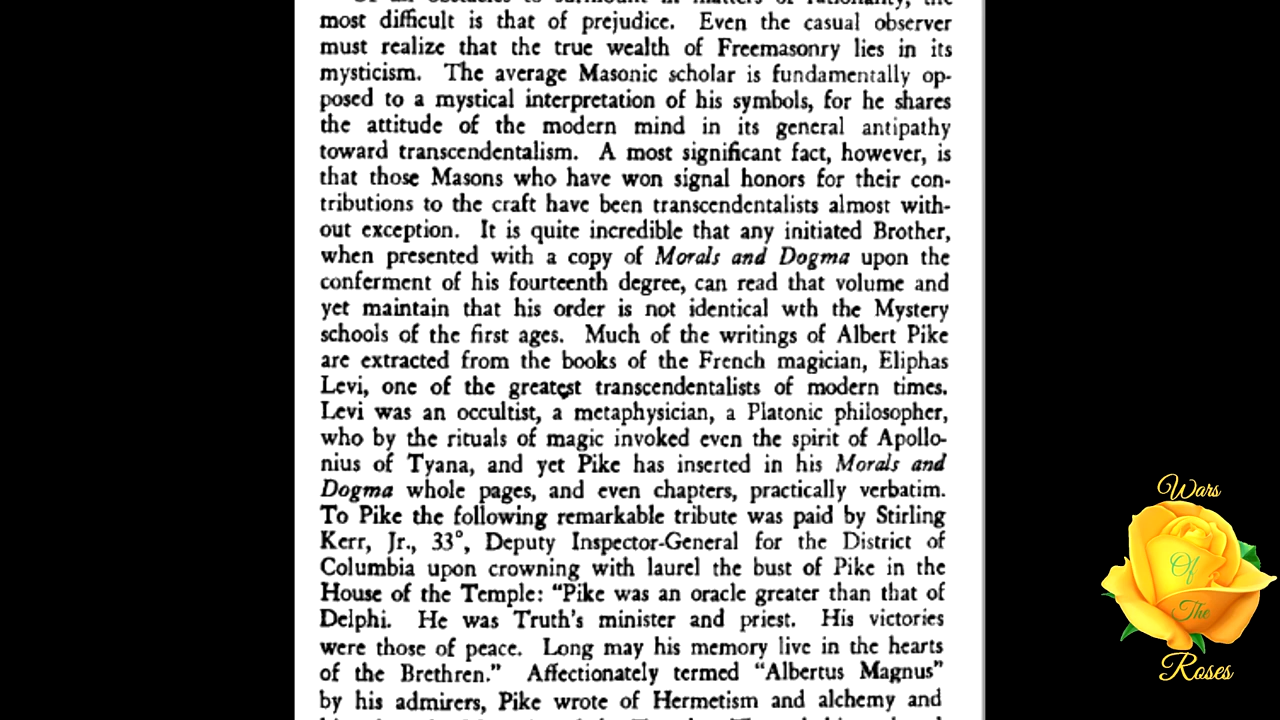 most difficult is that of prejudice. Even the casual observer
must realize that the true wealth of Freemasonry lies in its
mysticism. The average Masonic scholar is fundamentally op-
posed to a mystical interpretation of his symbols, for he shares
the attitude of the modern mind in its general antipathy
toward transcendentalism. A most significant fact, however, is
that those Masons who have won signal honors for their con-
tributions to the craft have been transcendentalists almost with-
out exception. It is quite incredible that any initiated Brother,
when presented with a copy of Morals and Dogma upon the
conferment of his fourteenth degree, can read that volume and
yet maintain that his order is not identical wth the Mystery
schools of the first ages. Much of the writings of Albert Pike
are extracted from the books of the French magician, Eliphas
Levi, one of the greatest transcendentalists of modern times.
Levi was an occultist, a metaphysician, a Platonic philosopher,
who by the rituals of magic invoked even the spirit of Apollo-
nius of Tyana, and yet Pike has inserted in his Morals and
Dogma whole pages, and even chapters, practically verbatim.
To Pike the following remarkable tribute was paid by Stirling
Kerr, Jr., 33°, Deputy Inspector-General for the District of
Columbia upon crowning with laurel the bust of Pike in the
House of the Temple: “Pike was an oracle greater than that of
Delphi. He was Truth’s minister and priest. His victories
were those of peace. Long may his memory live in the hearts
of the Brethren.” Affectionately termed “Albertus Magnus”
by his admirers, Pike wrote of Hermetism and alchemy and
Wars
Of
The
Roses